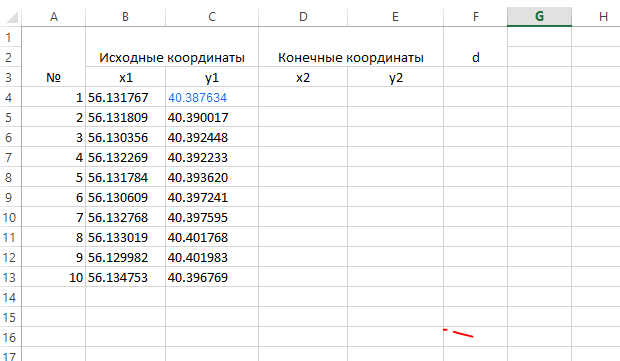 A B C D E F G H
1
2 Исходные координаты Конечные координаты d
3 № x1 y1 x2 y2
4 1 56.131767 40.387634
5 2 56.131809 40.390017
6 3 56.130356 40.392448
7 4 56.132269 40.392233
8 5 56.131784 40.393620
9 6 56.130609 40.397241
10 7 56.132768 40.397595
11 8 56.133019 40.401768
12 9 56.129982 40.401983
13 10 56.134753 40.396769
14
15
16
17